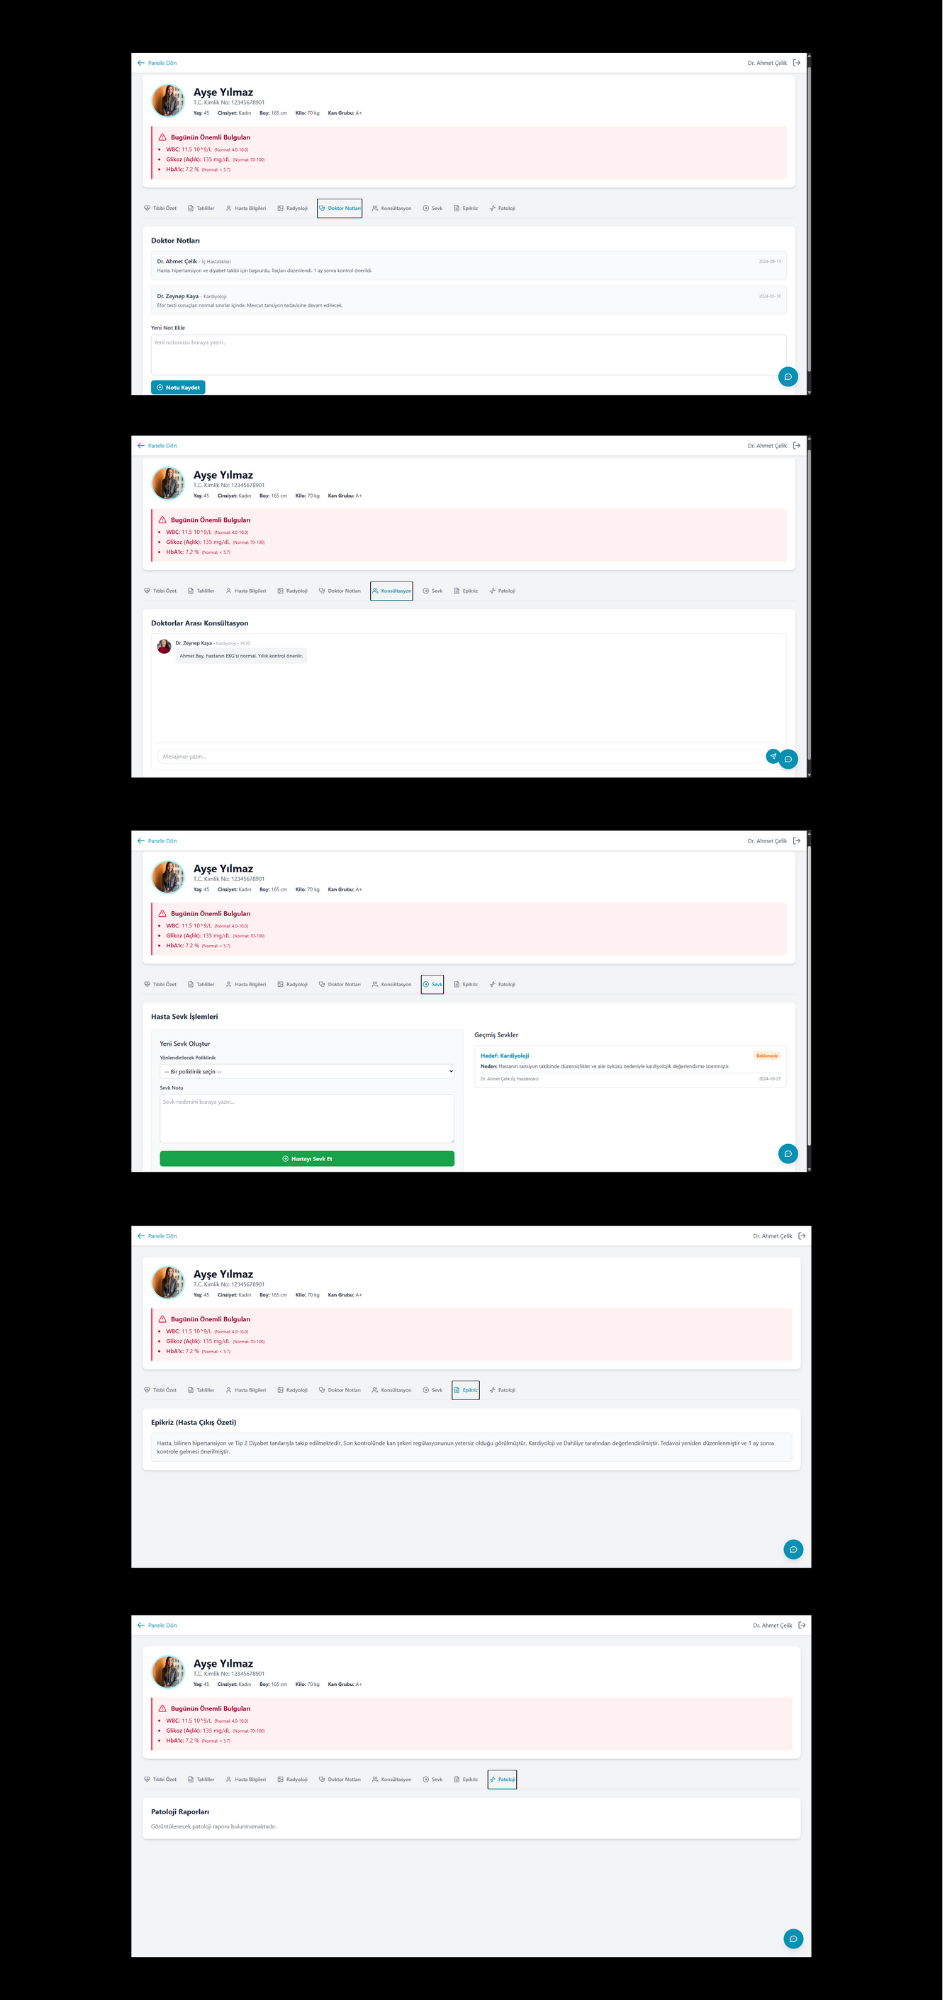 Panele Dön
Dr. Ahmet Çelik
Ayşe Yılmaz
T.C. Kimlik No: 12345678901
Yaş: 45 Cinsiyet: Kadın Boy: 165 cm Kilo: 70 kg Kan Grubu: A+
Bugünün Önemli Bulguları
WBC: 11.5 10^9/L (Normal: 4.0-10.0)
Glikoz (Açlık): 135 mg/dL (Normal: 70-100)
HbA1c: 7.2 % (Normal: < 5.7)
Tıbbi Özet Tahliller Hasta Bilgileri Radyoloji Doktor Notları Konsültasyon Sevk Epikriz Patoloji
Doktor Notları
Dr. Ahmet Çelik - İç Hastalıkları
Hasta, hipertansiyon ve diyabet takibi için başvurdu. İlaçları düzenlendi. 1 ay sonra kontrol önerildi.
Dr. Zeynep Kaya - Kardiyoloji
Efor testi sonuçları normal sınırlar içinde. Mevcut tansiyon tedavisine devam edilecek.
Yeni Not Ekle
Yeni notunuzu buraya yazın...
Notu Kaydet
Panele Dön
Dr. Ahmet Çelik
Ayşe Yılmaz
T.C. Kimlik No: 12345678901
Yaş: 45 Cinsiyet: Kadın Boy: 165 cm Kilo: 70 kg Kan Grubu: A+
Bugünün Önemli Bulguları
WBC: 11.5 10^9/L (Normal: 4.0-10.0)
Glikoz (Açlık): 135 mg/dL (Normal: 70-100)
HbA1c: 7.2 % (Normal: < 5.7)
Tıbbi Özet Tahliller Hasta Bilgileri Radyoloji Doktor Notları Konsültasyon Sevk Epikriz Patoloji
Doktorlar Arası Konsültasyon
Dr. Zeynep Kaya - Kardiyoloji
Ahmet Bey, hastanın EKG'si normal. Yıllık kontrol önerilir.
Mesajınızı yazın...
Panele Dön
Dr. Ahmet Çelik
Ayşe Yılmaz
T.C. Kimlik No: 12345678901
Yaş: 45 Cinsiyet: Kadın Boy: 165 cm Kilo: 70 kg Kan Grubu: A+
Bugünün Önemli Bulguları
WBC: 11.5 10^9/L (Normal: 4.0-10.0)
Glikoz (Açlık): 135 mg/dL (Normal: 70-100)
HbA1c: 7.2 % (Normal: < 5.7)
Tıbbi Özet Tahliller Hasta Bilgileri Radyoloji Doktor Notları Konsültasyon Sevk Epikriz Patoloji
Hasta Sevk İşlemleri
Yeni Sevk Oluştur
Yönlendirilecek Poliklinik
-- Bir poliklinik seçin --
Sevk Notu
Sevk nedenini buraya yazın...
Hastayı Sevk Et
Geçmiş Sevkler
Hedef: Kardiyoloji
Beklemede
Neden: Hastanın tansiyon takibinde düzensizlikler ve aile öyküsü nedeniyle kardiyolojik değerlendirme istenmiştir.
Dr. Ahmet Çelik (İç Hastalıkları)
2024-10-27
Panele Dön
Dr. Ahmet Çelik
Ayşe Yılmaz
T.C. Kimlik No: 12345678901
Yaş: 45 Cinsiyet: Kadın Boy: 165 cm Kilo: 70 kg Kan Grubu: A+
Bugünün Önemli Bulguları
WBC: 11.5 10^9/L (Normal: 4.0-10.0)
Glikoz (Açlık): 135 mg/dL (Normal: 70-100)
HbA1c: 7.2 % (Normal: < 5.7)
Tıbbi Özet Tahliller Hasta Bilgileri Radyoloji Doktor Notları Konsültasyon Sevk Epikriz Patoloji
Epikriz (Hasta Çıkış Özeti)
Hasta, bilinen hipertansiyon ve Tip 2 Diyabet tanılarıyla takip edilmektedir. Son kontrolünde kan şekeri regülasyonunun yetersiz olduğu görülmüştür. Kardiyoloji ve Dahiliye tarafından değerlendirilmiştir. Tedavisi yeniden düzenlenmiştir ve 1 ay sonra
kontrole gelmesi önerilmiştir.
Panele Dön
Dr. Ahmet Çelik
Ayşe Yılmaz
T.C. Kimlik No: 12345678901
Yaş: 45 Cinsiyet: Kadın Boy: 165 cm Kilo: 70 kg Kan Grubu: A+
Bugünün Önemli Bulguları
WBC: 11.5 10^9/L (Normal: 4.0-10.0)
Glikoz (Açlık): 135 mg/dL (Normal: 70-100)
HbA1c: 7.2 % (Normal: < 5.7)
Tıbbi Özet Tahliller Hasta Bilgileri Radyoloji Doktor Notları Konsültasyon Sevk Epikriz Patoloji
Patoloji Raporları
Görüntülenecek patoloji raporu bulunmamaktadır.